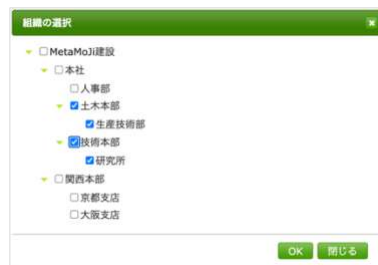 組織の選択
MetaMoJi建設
本社
人事部
土木本部
生産技術部
技術本部
研究所
関西本部
京都支店
大阪支店
OK 閉じる